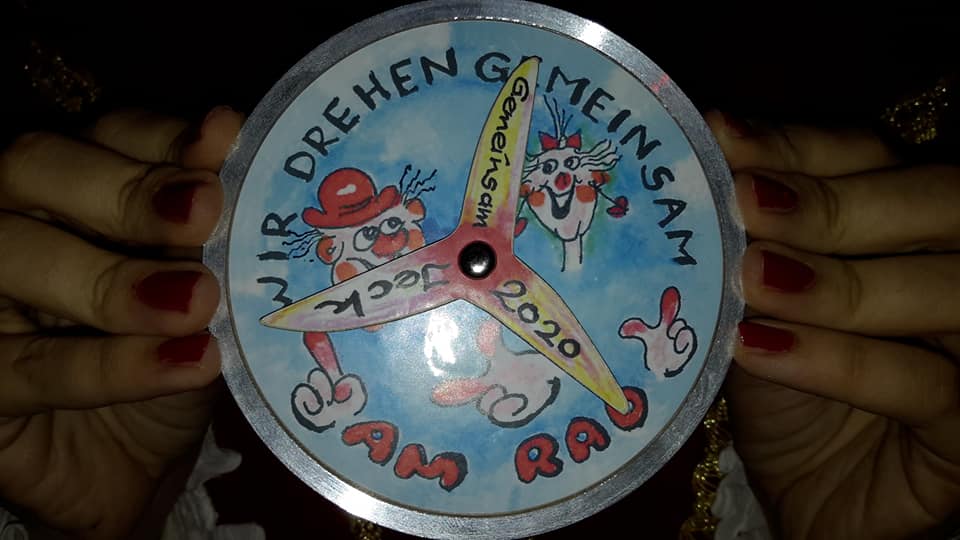 WIR DREHEN GEMEINSAM
Gemeinsam
Jeck
2020
AM RAD